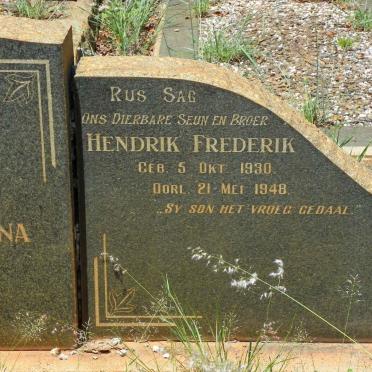 Rus Sag
Ons Dierbare Seun en Broer
Hendrik Frederik
Geb. 5 Okt. 1930.
Oorl. 21 Mei 1948.
„Sy son het vroeg gedaal."
NA